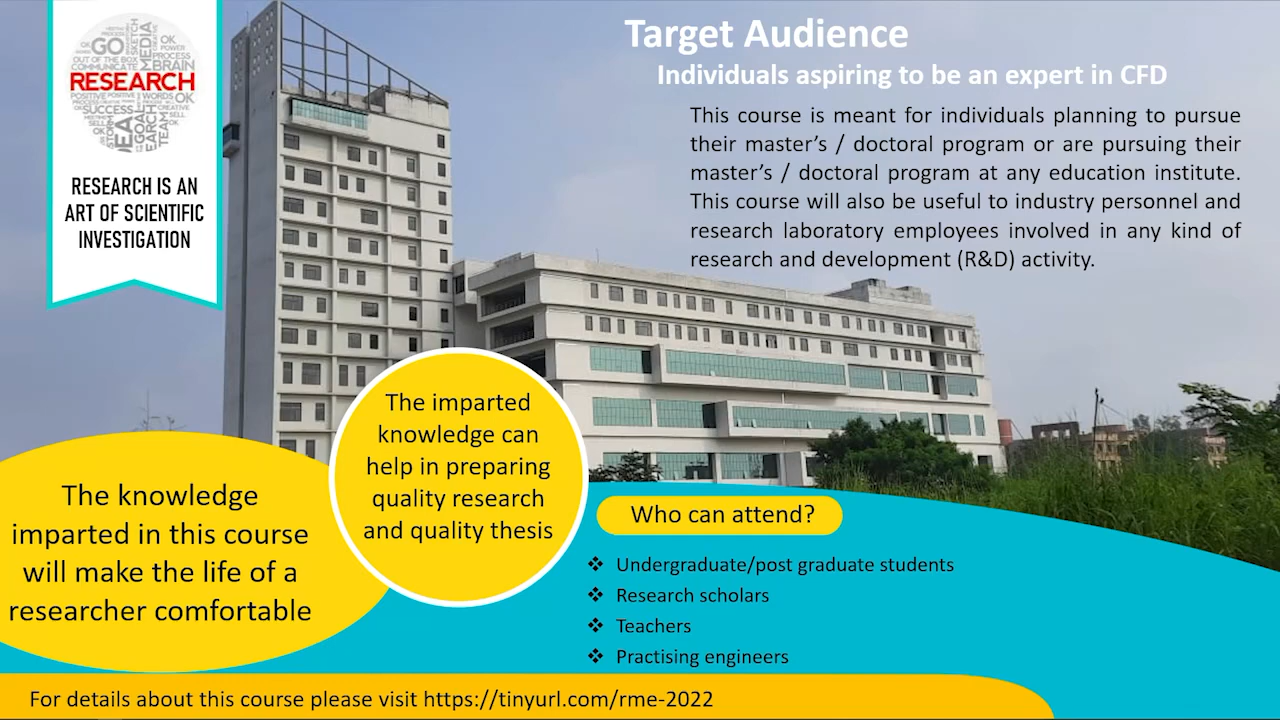 RESEARCH
RESEARCH IS AN
ART OF SCIENTIFIC
INVESTIGATION
Target Audience
Individuals aspiring to be an expert in CFD
This course is meant for individuals planning to pursue
their master’s / doctoral program or are pursuing their
master’s / doctoral program at any education institute.
This course will also be useful to industry personnel and
research laboratory employees involved in any kind of
research and development (R&D) activity.
The imparted
knowledge can
help in preparing
quality research
and quality thesis
The knowledge
imparted in this course
will make the life of a
researcher comfortable
Who can attend?
❖ Undergraduate/post graduate students
❖ Research scholars
❖ Teachers
❖ Practising engineers
For details about this course please visit https://tinyurl.com/rme-2022